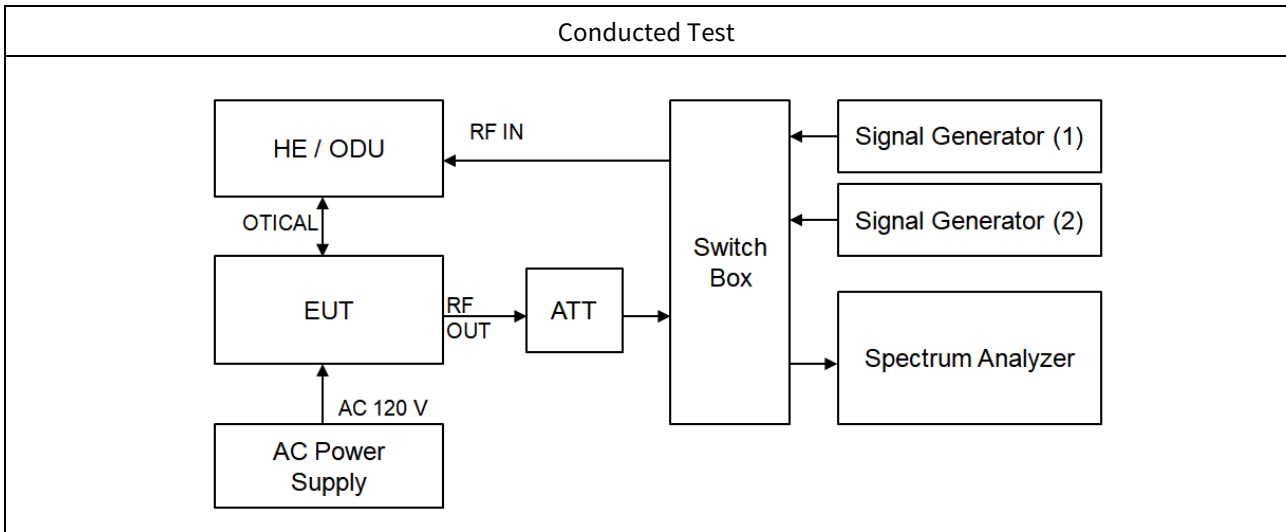 Conducted Test
HE / ODU
RF IN
Signal Generator (1)
Signal Generator (2)
OTICAL
Switch
Box
EUT
RF
OUT
ATT
Spectrum Analyzer
AC 120 V
AC Power
Supply